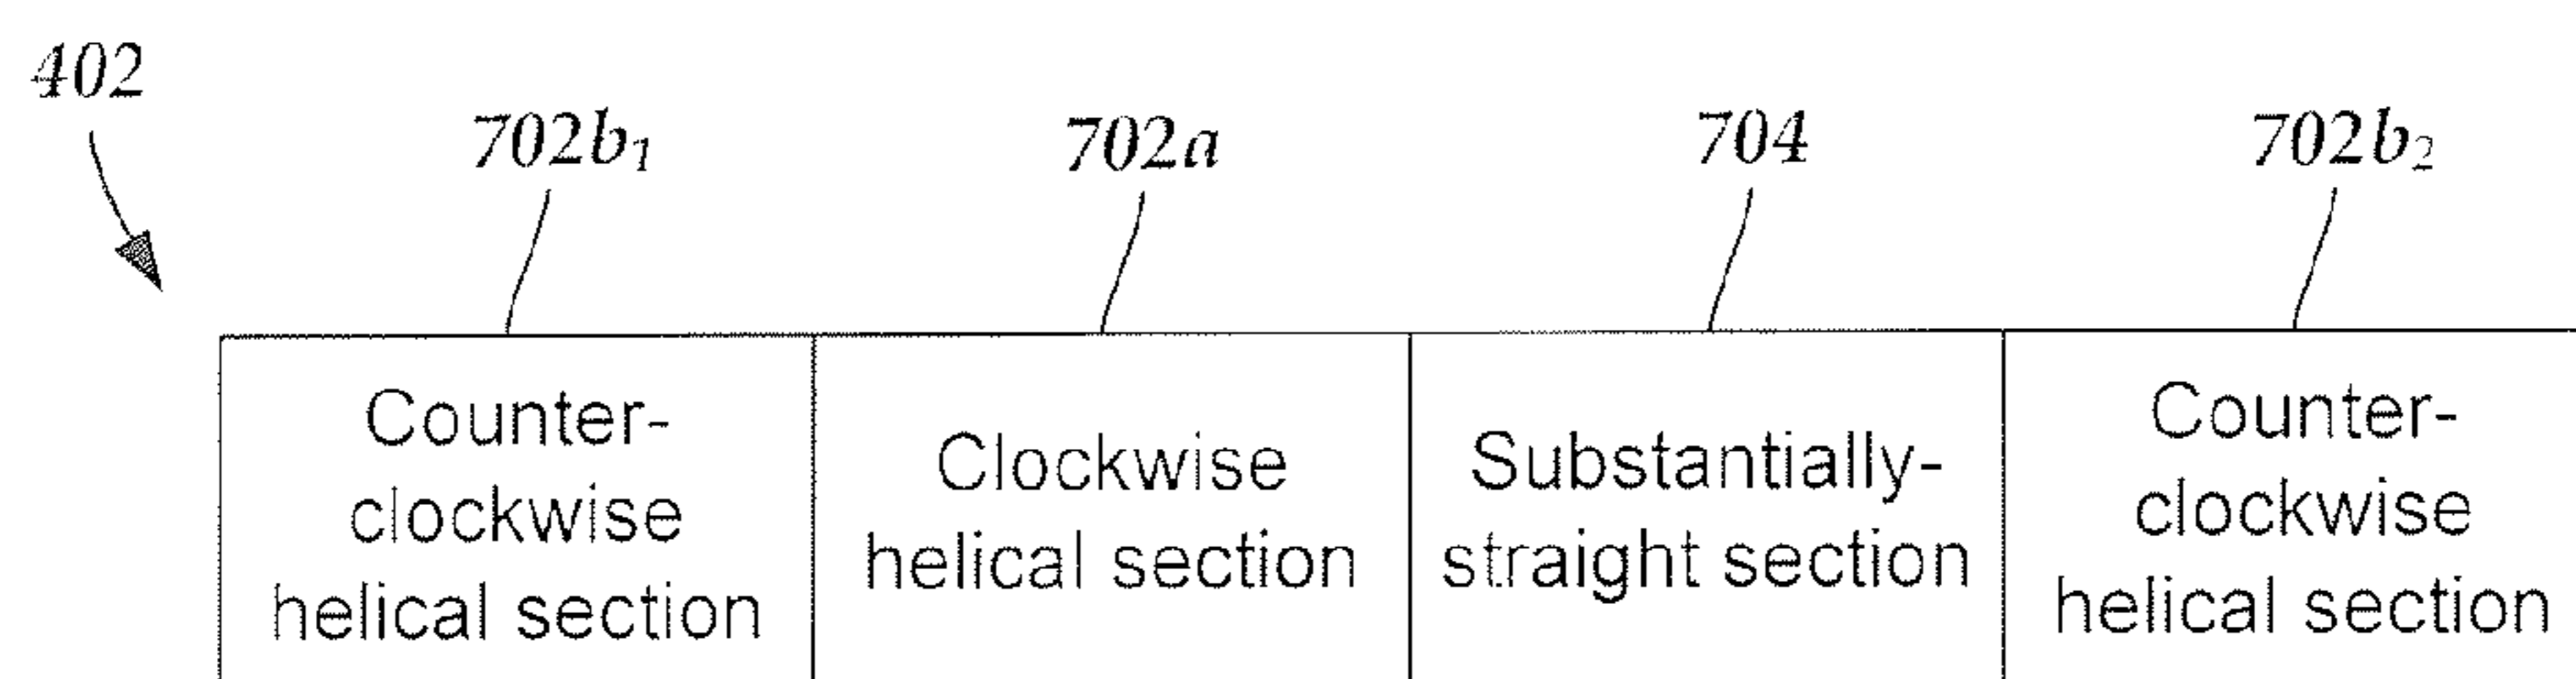 402
702b₁
702a
704
702b₂
Counter-
clockwise
helical section
Clockwise
helical section
Substantially-
straight section
Counter-
clockwise
helical section